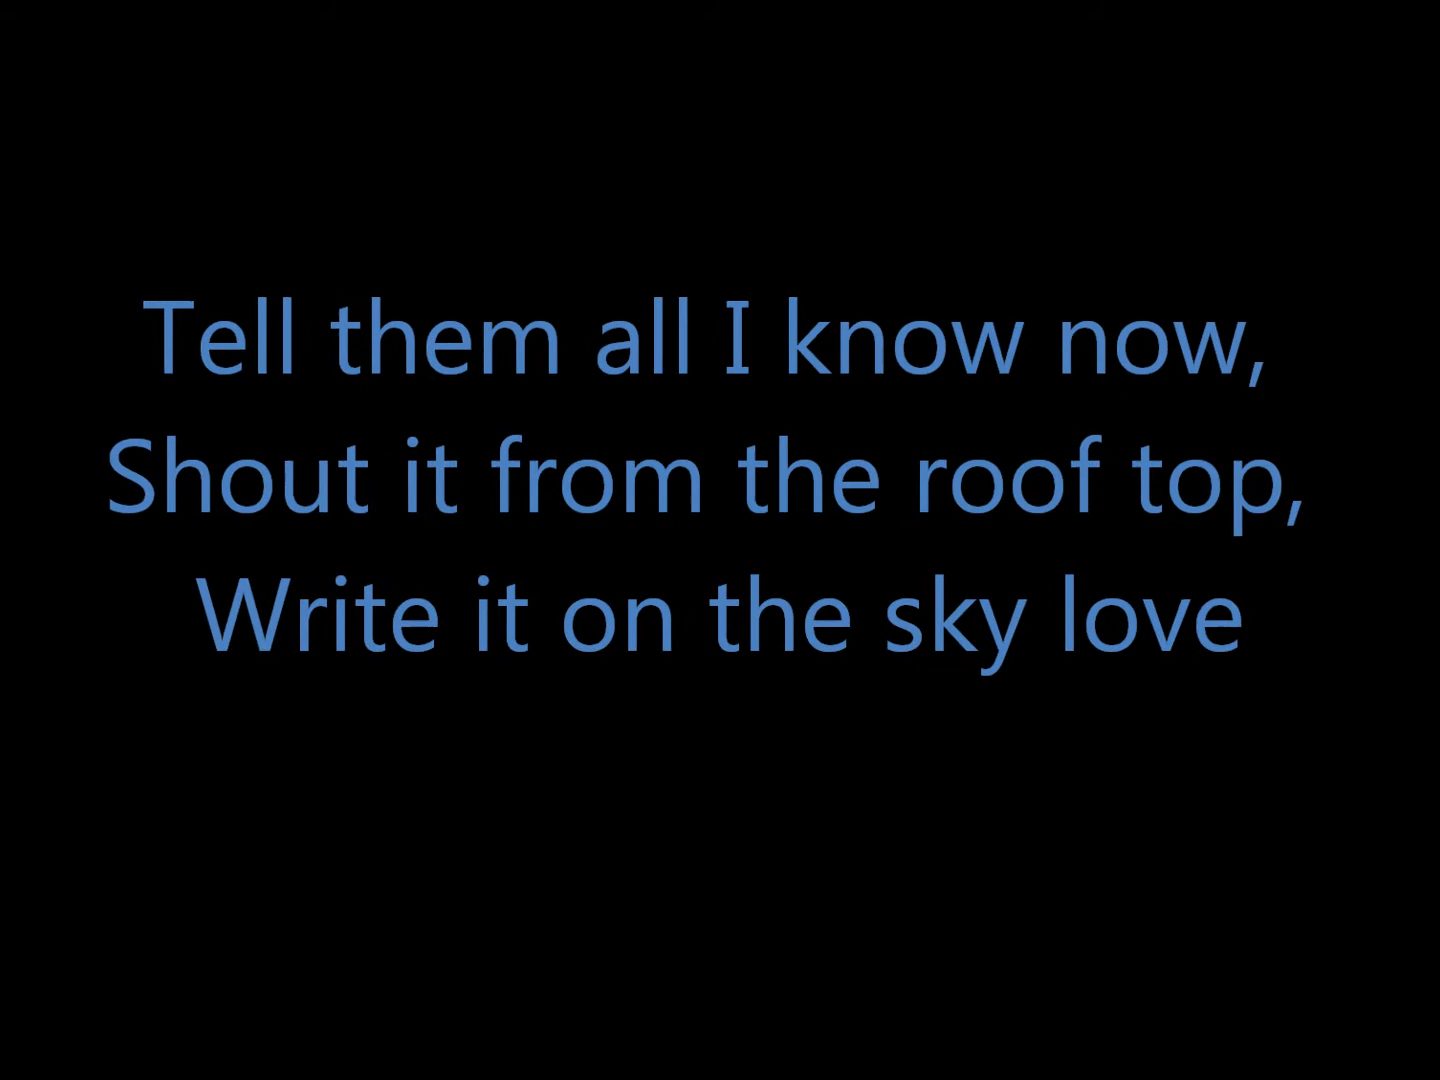 Tell them all I know now,
Shout it from the roof top,
Write it on the sky love